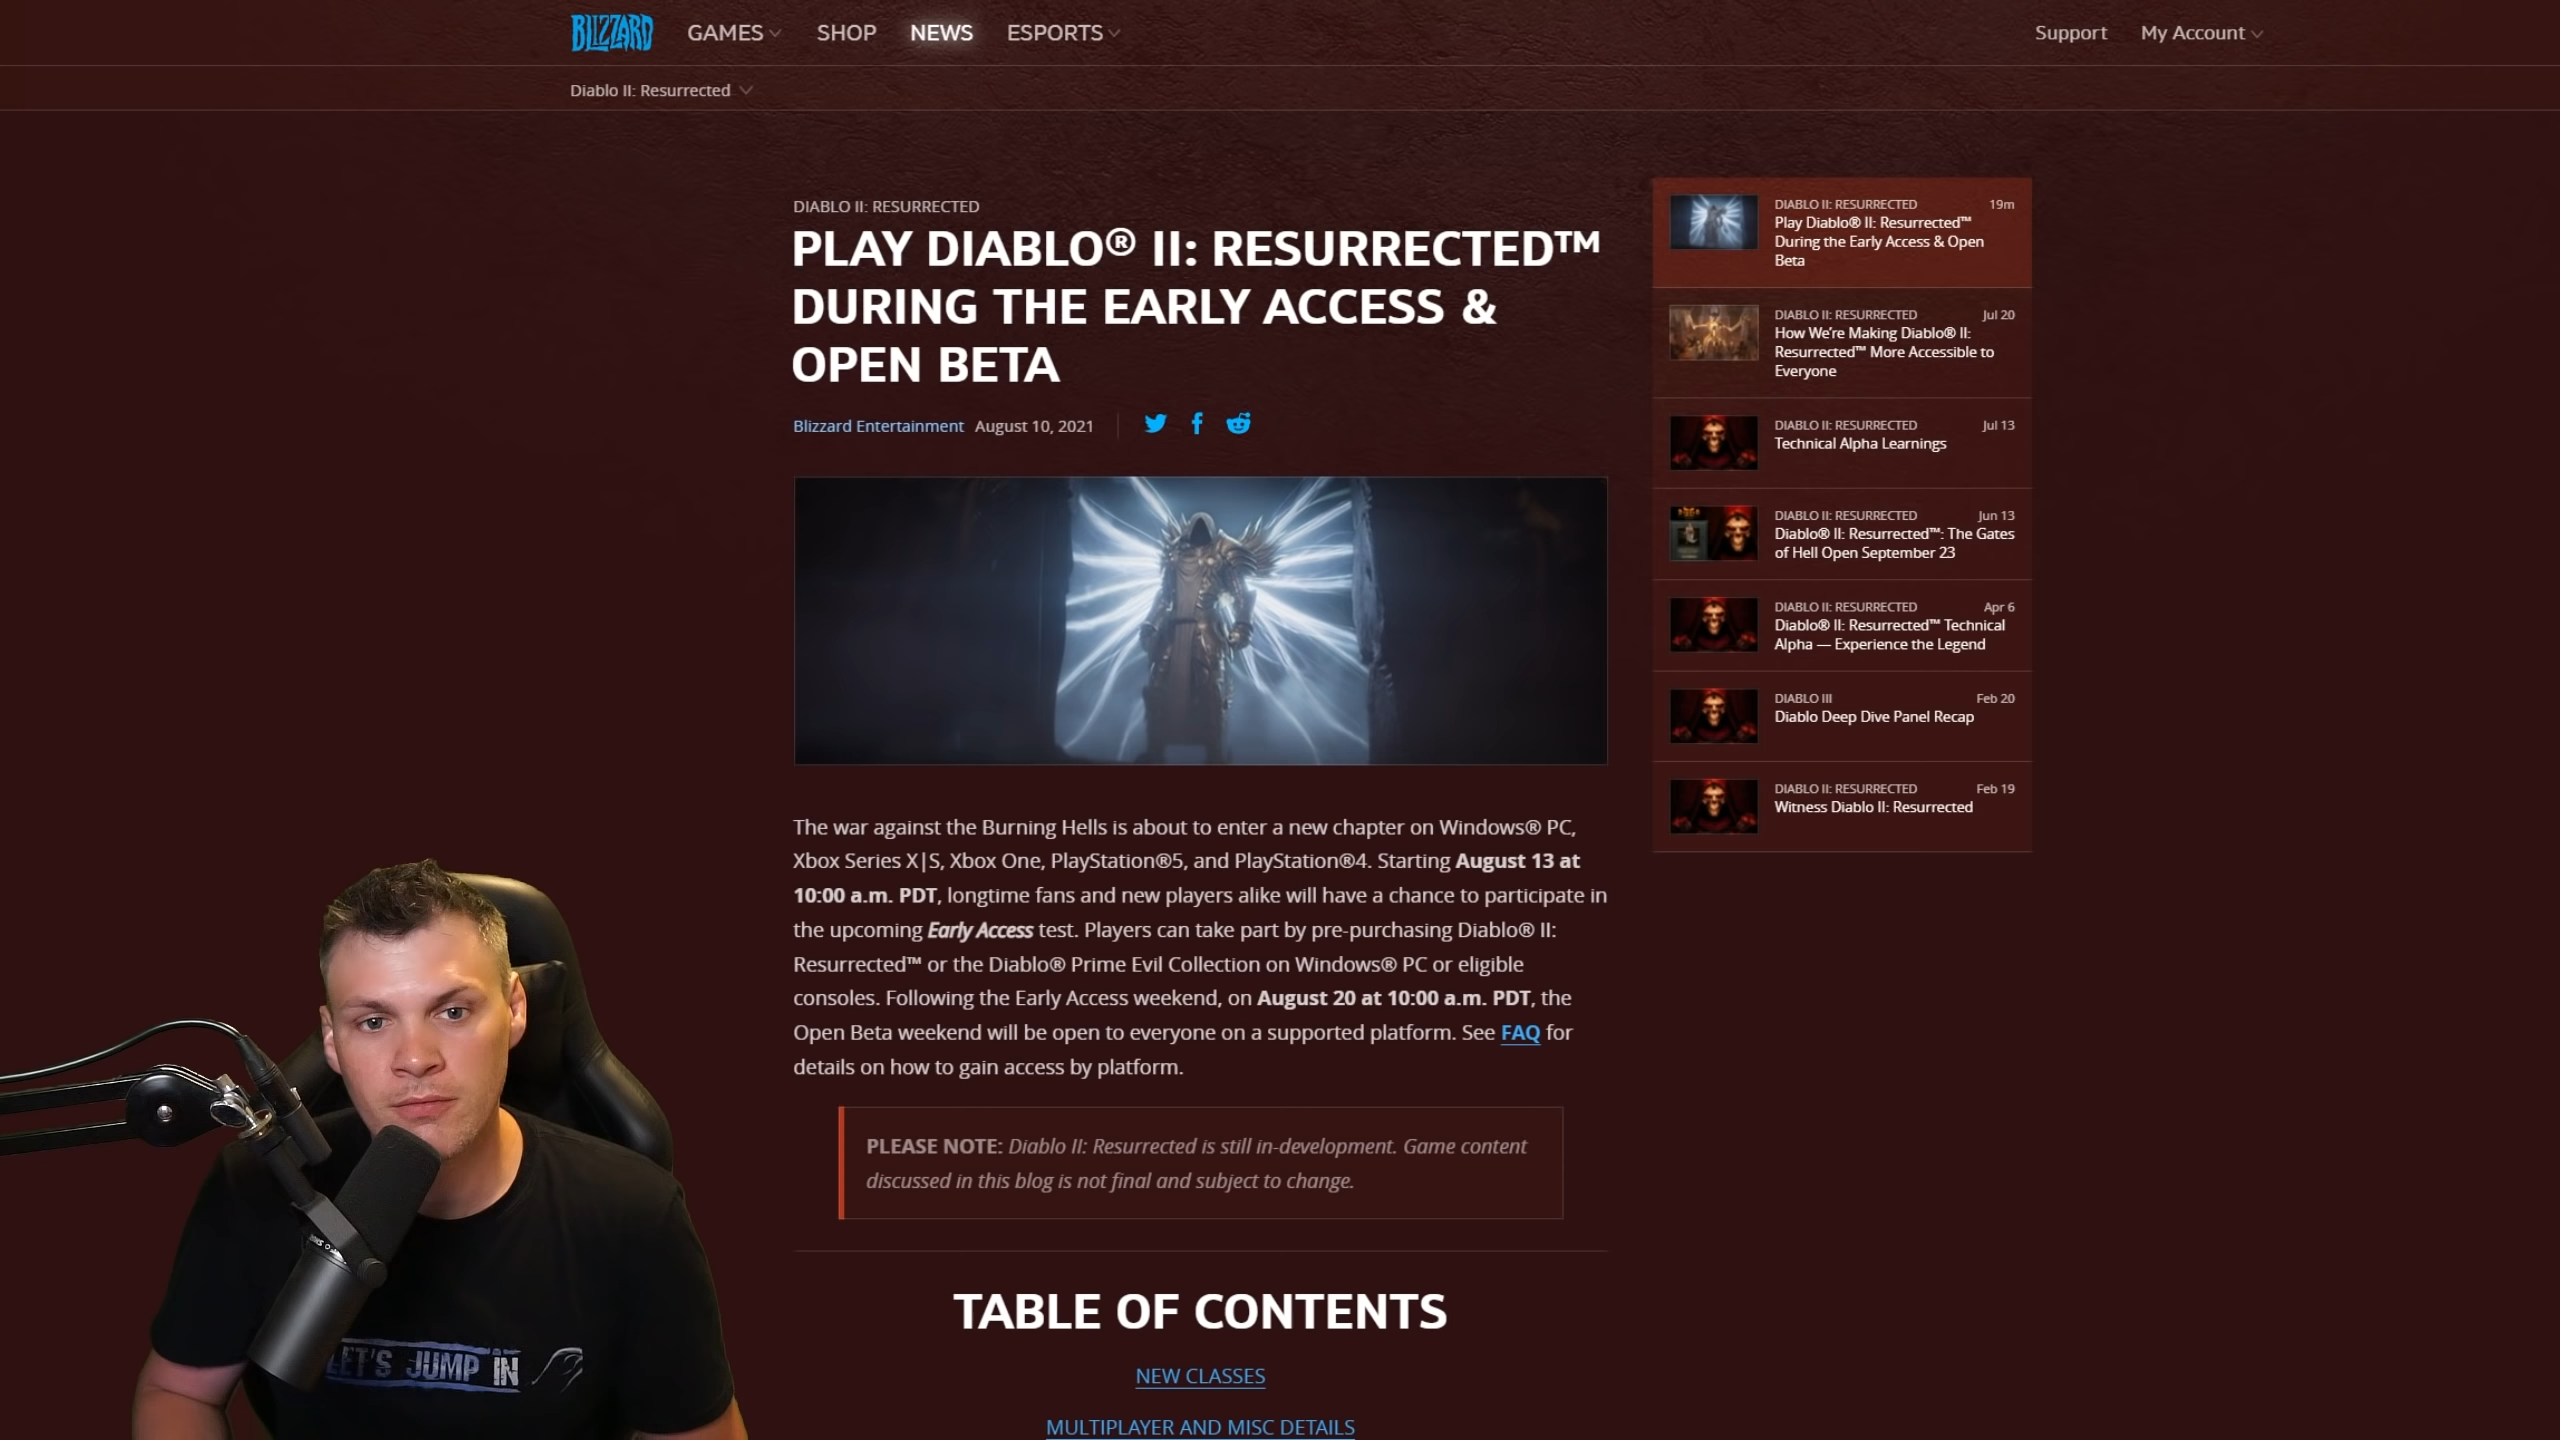 BLIZZARD
GAMES
SHOP
NEWS
ESPORTS
Support
My Account
Diablo II: Resurrected
DIABLO II: RESURRECTED
PLAY DIABLO® II: RESURRECTED™
DURING THE EARLY ACCESS &
OPEN BETA
Blizzard Entertainment August 10, 2021
The war against the Burning Hells is about to enter a new chapter on Windows® PC,
Xbox Series X|S, Xbox One, PlayStation®5, and PlayStation®4. Starting August 13 at
10:00 a.m. PDT, longtime fans and new players alike will have a chance to participate in
the upcoming Early Access test. Players can take part by pre-purchasing Diablo® II:
Resurrected™ or the Diablo® Prime Evil Collection on Windows® PC or eligible
consoles. Following the Early Access weekend, on August 20 at 10:00 a.m. PDT, the
Open Beta weekend will be open to everyone on a supported platform. See FAQ for
details on how to gain access by platform.
PLEASE NOTE: Diablo II: Resurrected is still in-development. Game content
discussed in this blog is not final and subject to change.
TABLE OF CONTENTS
NEW CLASSES
MULTIPLAYER AND MISC DETAILS
DIABLO II: RESURRECTED 19m
Play Diablo® II: Resurrected™
During the Early Access & Open
Beta
DIABLO II: RESURRECTED Jul 20
How We're Making Diablo® II:
Resurrected™ More Accessible to
Everyone
DIABLO II: RESURRECTED Jul 13
Technical Alpha Learnings
DIABLO II: RESURRECTED Jun 13
Diablo® II: Resurrected™: The Gates
of Hell Open September 23
DIABLO II: RESURRECTED Apr 6
Diablo® II: Resurrected™ Technical
Alpha — Experience the Legend
DIABLO III Feb 20
Diablo Deep Dive Panel Recap
DIABLO II: RESURRECTED Feb 19
Witness Diablo II: Resurrected
LET'S JUMP IN